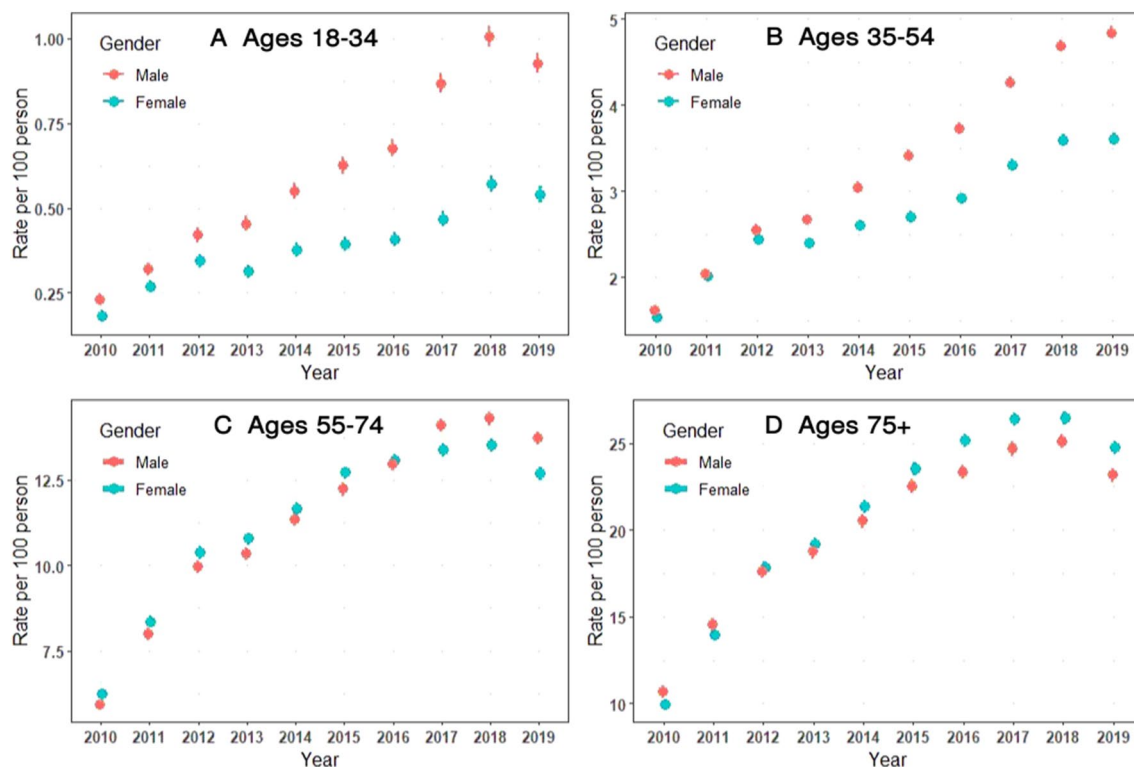 A Ages 18-34
Gender
Male
Female
Rate per 100 person
1.00
0.75
0.50
0.25
2010 2011 2012 2013 2014 2015 2016 2017 2018 2019
Year
B Ages 35-54
Gender
Male
Female
Rate per 100 person
5
4
3
2
2010 2011 2012 2013 2014 2015 2016 2017 2018 2019
Year
C Ages 55-74
Gender
Male
Female
Rate per 100 person
12.5
10.0
7.5
2010 2011 2012 2013 2014 2015 2016 2017 2018 2019
Year
D Ages 75+
Gender
Male
Female
Rate per 100 person
25
20
15
10
2010 2011 2012 2013 2014 2015 2016 2017 2018 2019
Year